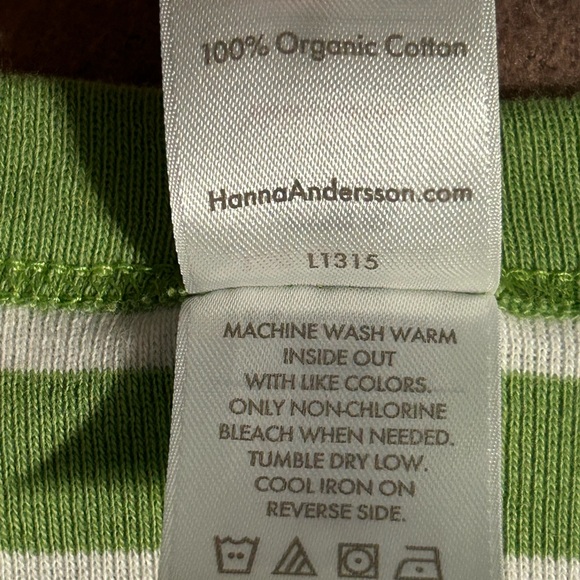 100% Organic Cotton
HannaAndersson.com
L1315
MACHINE WASH WARM
INSIDE OUT
WITH LIKE COLORS.
ONLY NON-CHLORINE
BLEACH WHEN NEEDED.
TUMBLE DRY LOW.
COOL IRON ON
REVERSE SIDE.